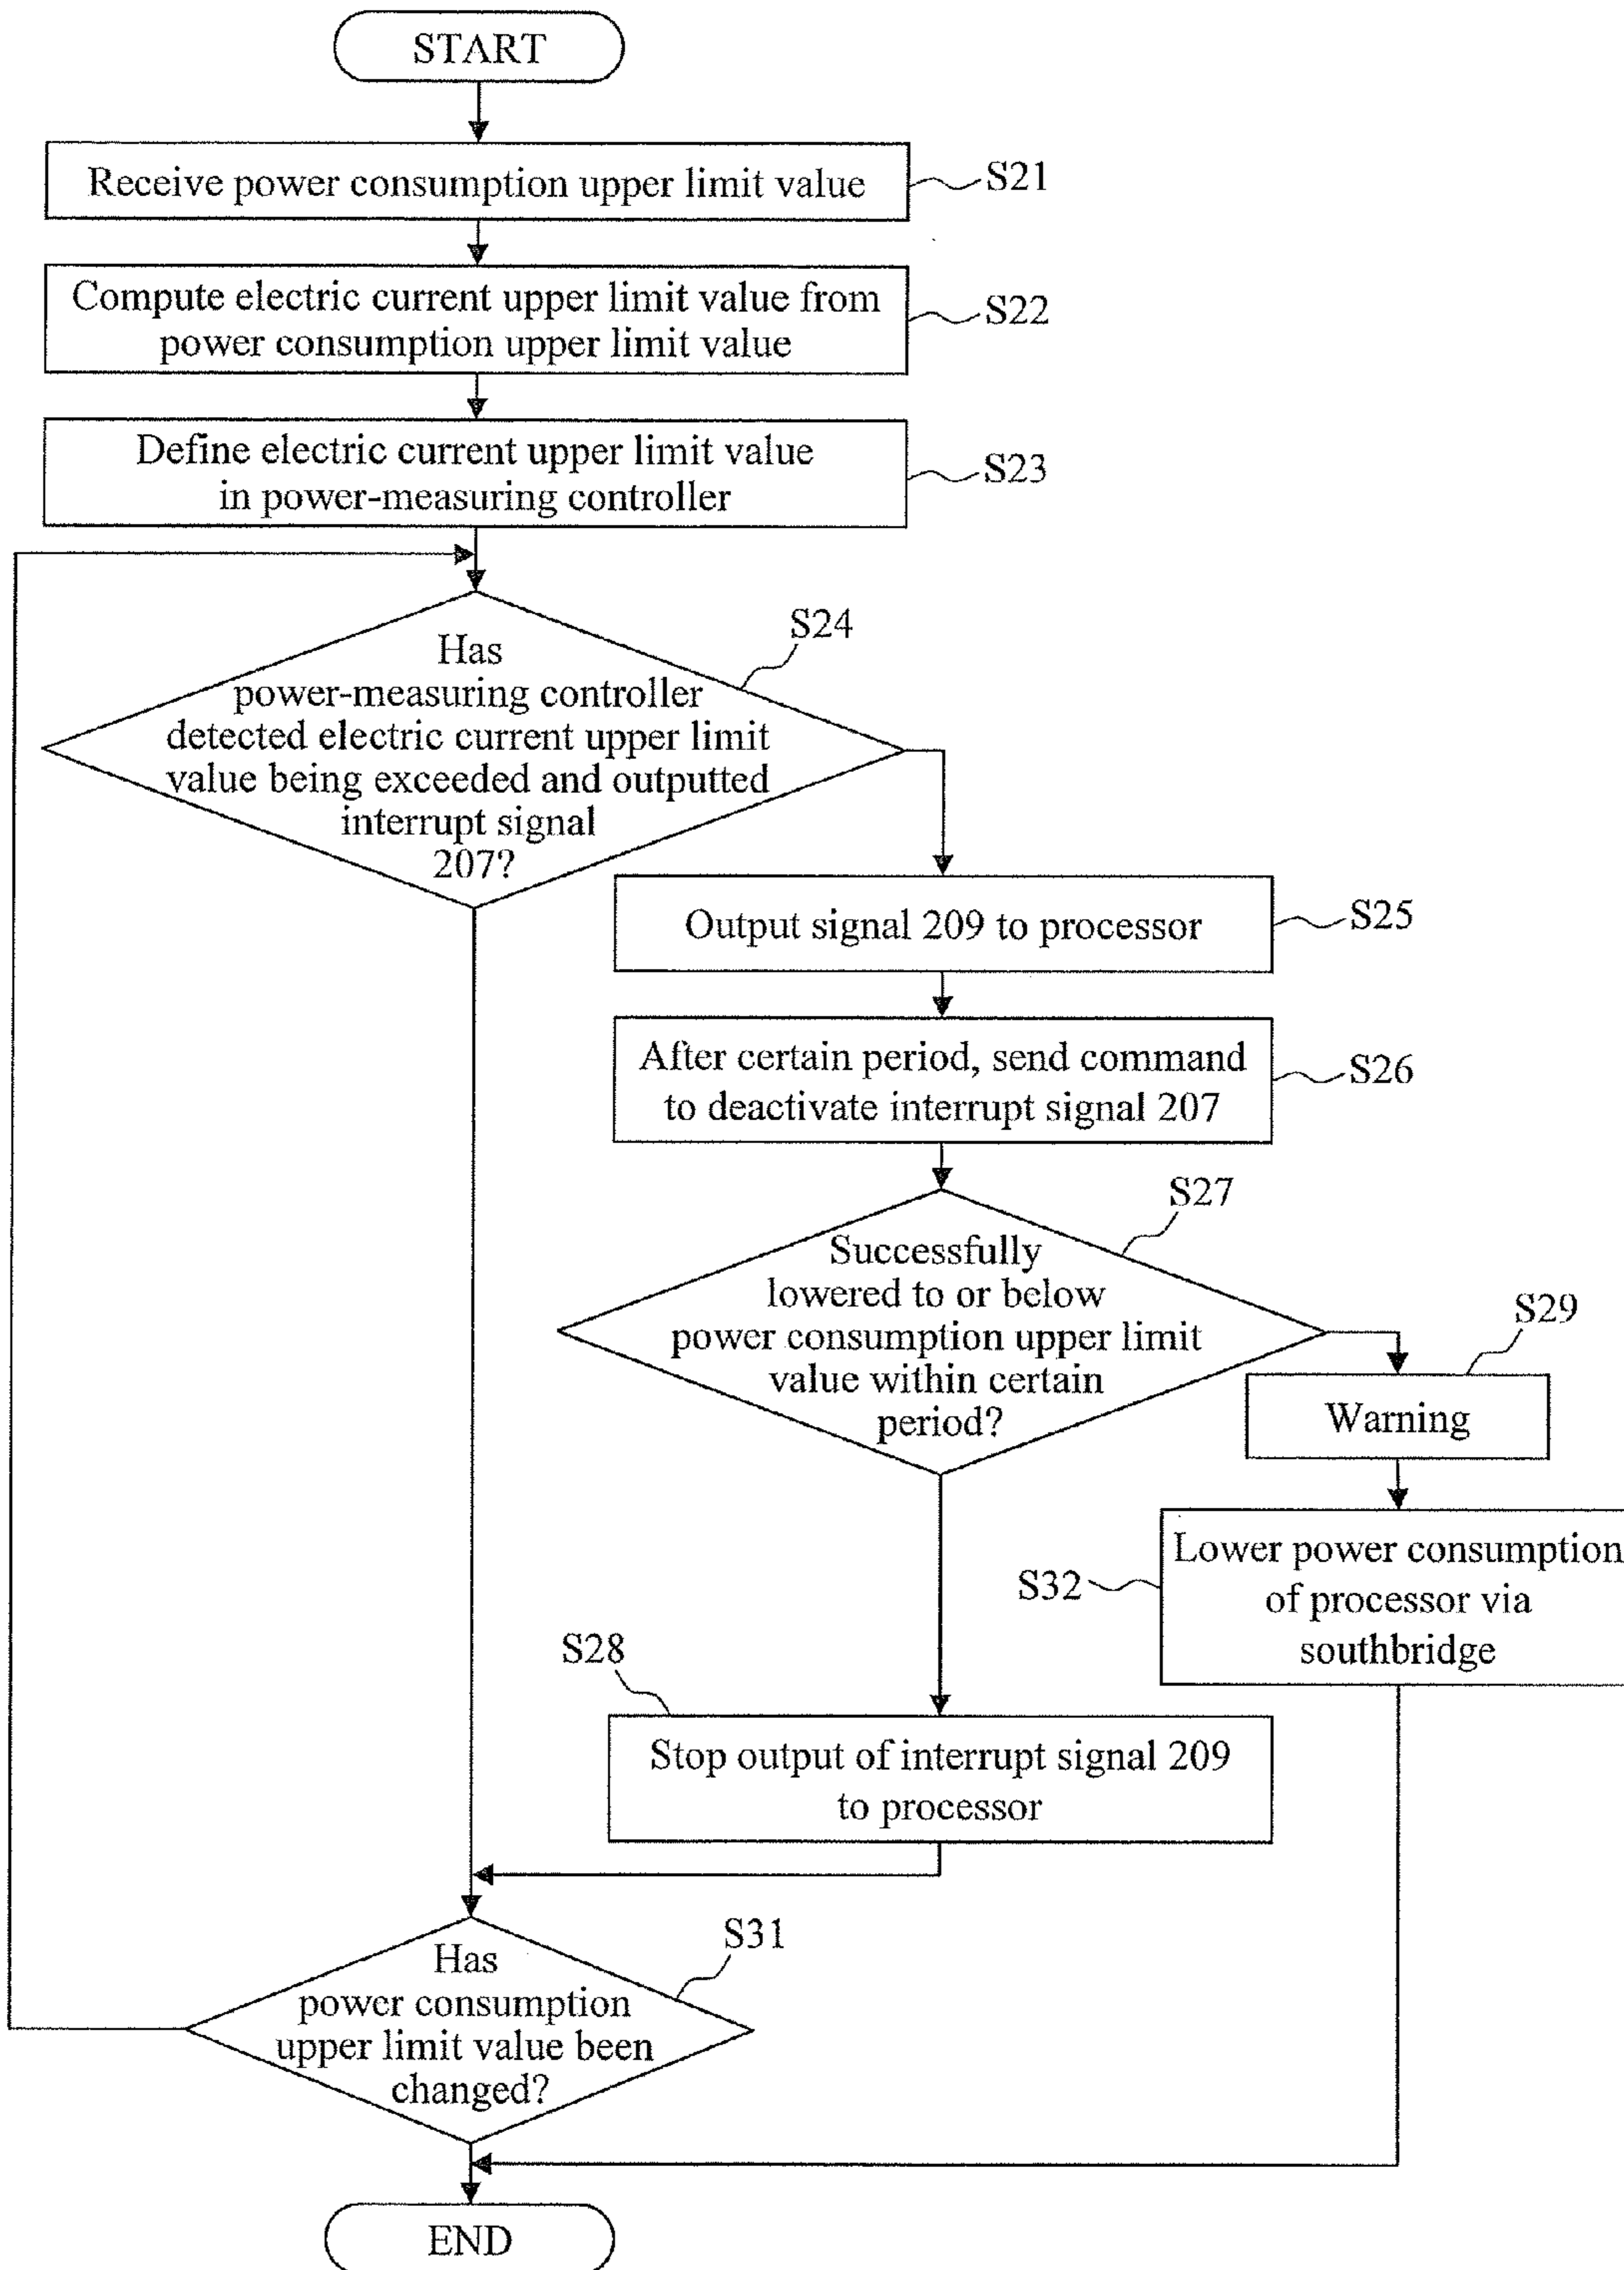 START
Receive power consumption upper limit value
S21
Compute electric current upper limit value from
power consumption upper limit value
S22
Define electric current upper limit value
in power-measuring controller
S23
S24
Has
power-measuring controller
detected electric current upper limit
value being exceeded and outputted
interrupt signal
207?
Output signal 209 to processor
S25
After certain period, send command
to deactivate interrupt signal 207
S26
S27
Successfully
lowered to or below
power consumption upper limit
value within certain
period?
S29
Warning
Lower power consumption
of processor via
southbridge
S32
S28
Stop output of interrupt signal 209
to processor
S31
Has
power consumption
upper limit value been
changed?
END